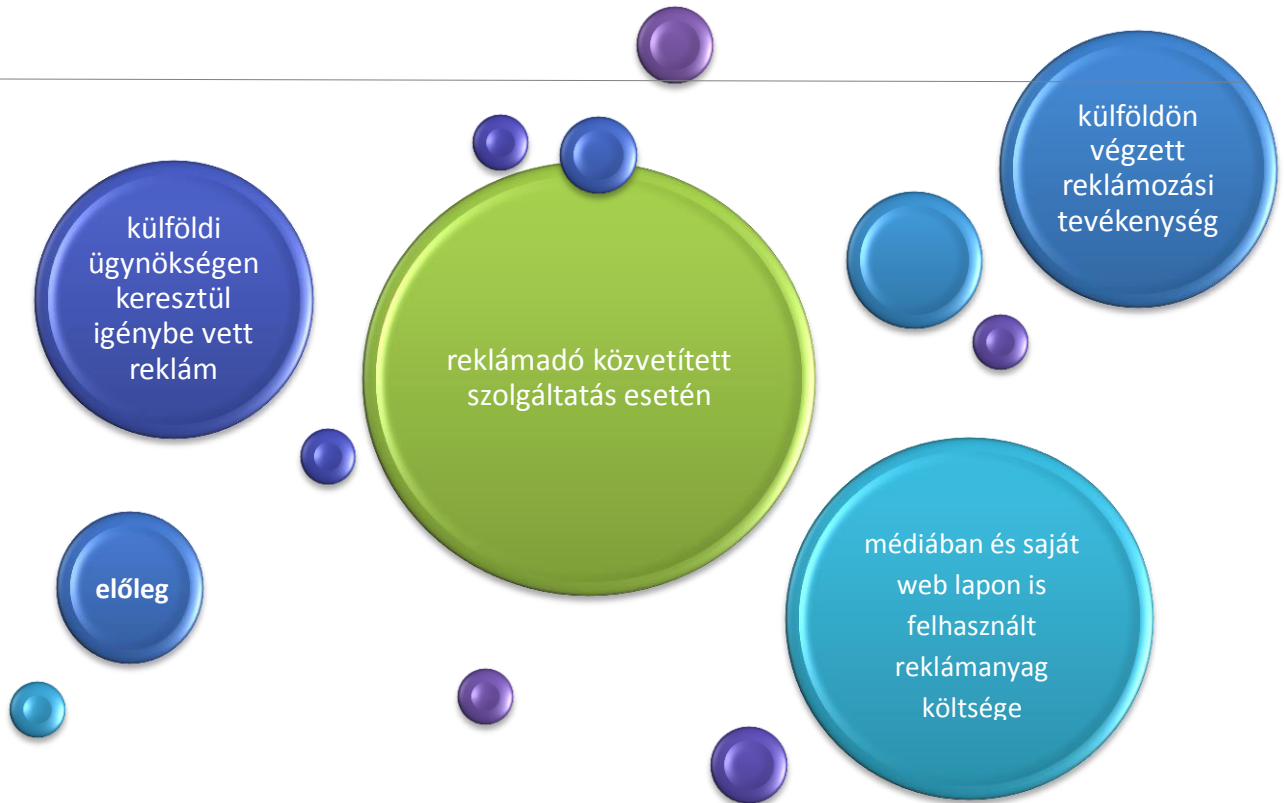 külföldön
végzett
reklámozási
tevékenység
külföldi
ügynökségen
keresztül
igénybe vett
reklám
reklámadó közvetített
szolgáltatás esetén
médiában és saját
web lapon is
felhasznált
reklámanyag
költsége
előleg